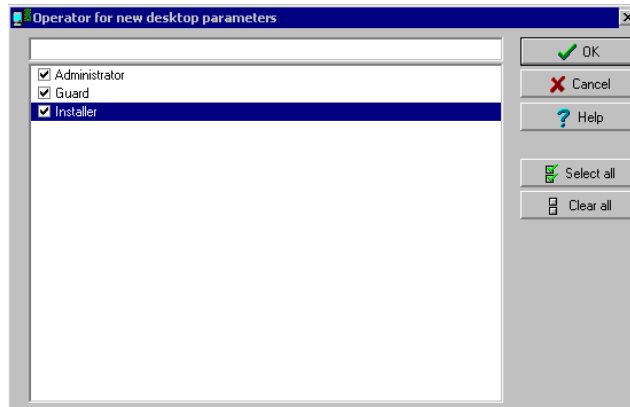 Operator for new desktop parameters
Administrator
Guard
Installer
OK
Cancel
? Help
Select all
Clear all